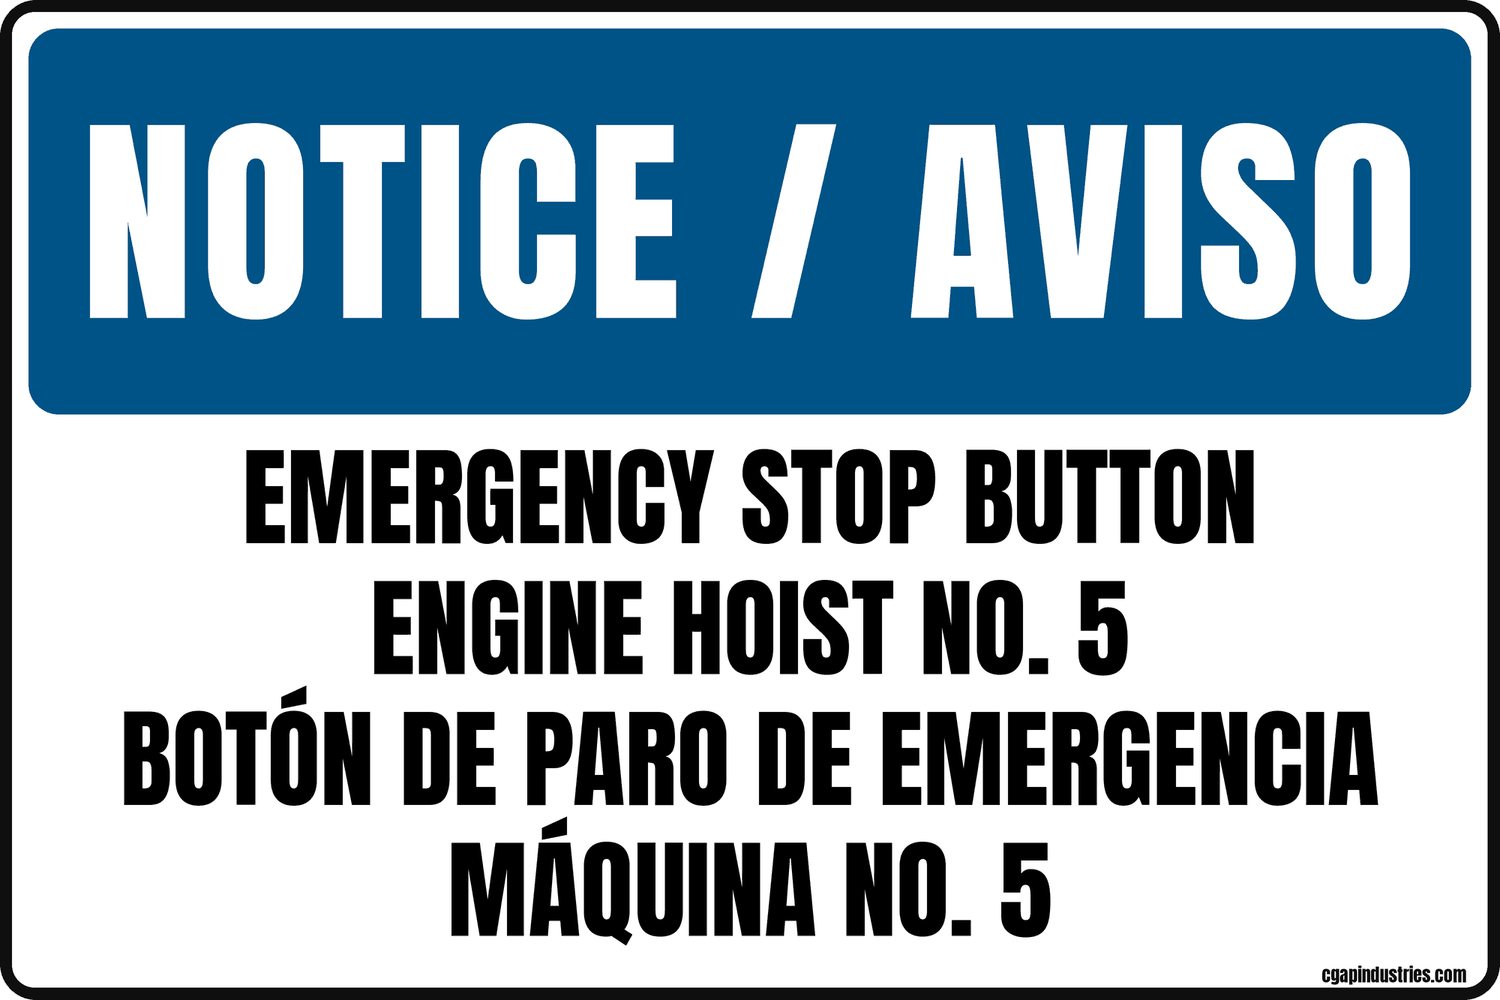 NOTICE / AVISO
EMERGENCY STOP BUTTON
ENGINE HOIST NO. 5
BOTÓN DE PARO DE EMERGENCIA
MÁQUINA NO. 5
cgapindustries.com